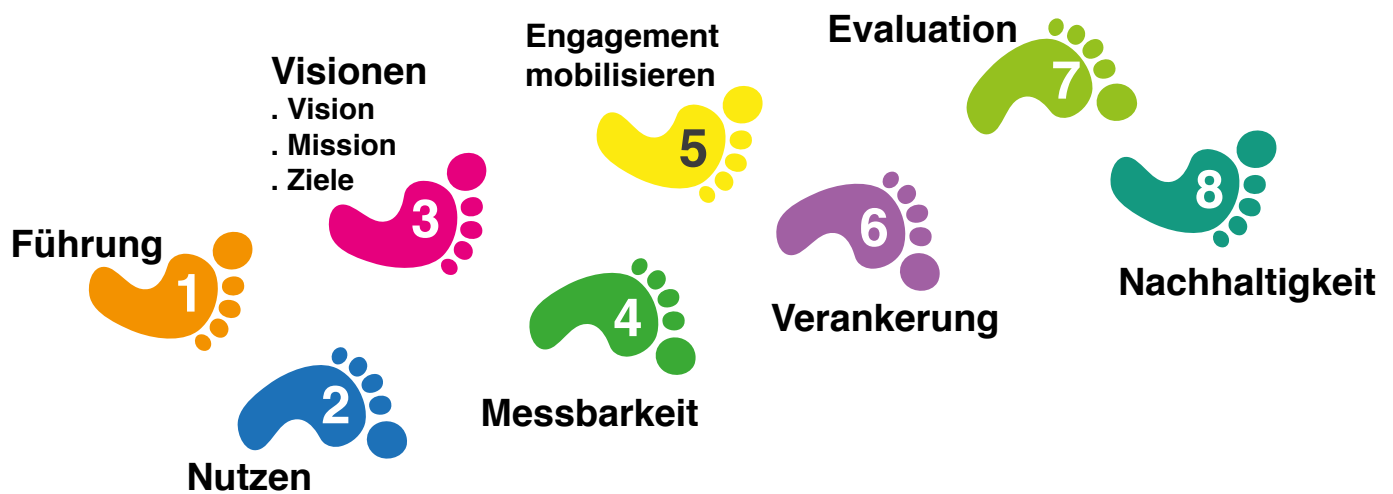 Führung
1
2
Nutzen
Visionen
. Vision
. Mission
. Ziele
3
4
Messbarkeit
Engagement
mobilisieren
5
6
Verankerung
Evaluation
7
8
Nachhaltigkeit